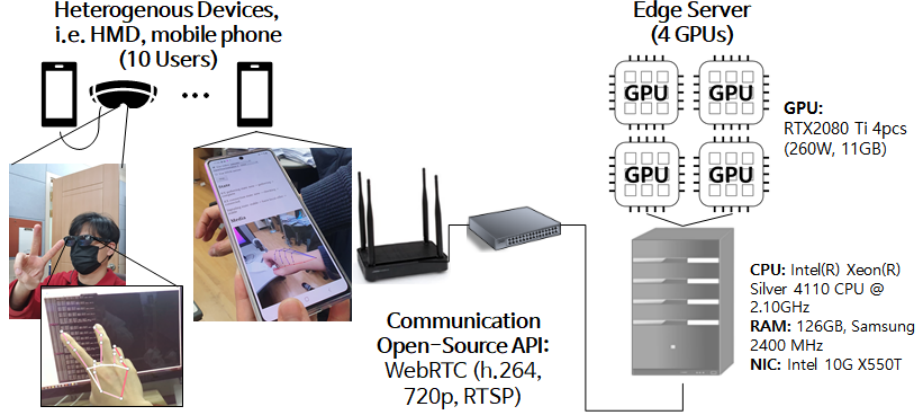 Heterogenous Devices,
i.e. HMD, mobile phone
(10 Users)
Edge Server
(4 GPUs)
GPU
GPU
GPU
GPU
GPU:
RTX2080 Ti 4pcs
(260W, 11GB)
Media
Communication
Open-Source API:
WebRTC (h.264,
720p, RTSP)
CPU: Intel(R) Xeon(R)
Silver 4110 CPU @
2.10GHz
RAM: 126GB, Samsung
2400 MHz
NIC: Intel 10G X550T